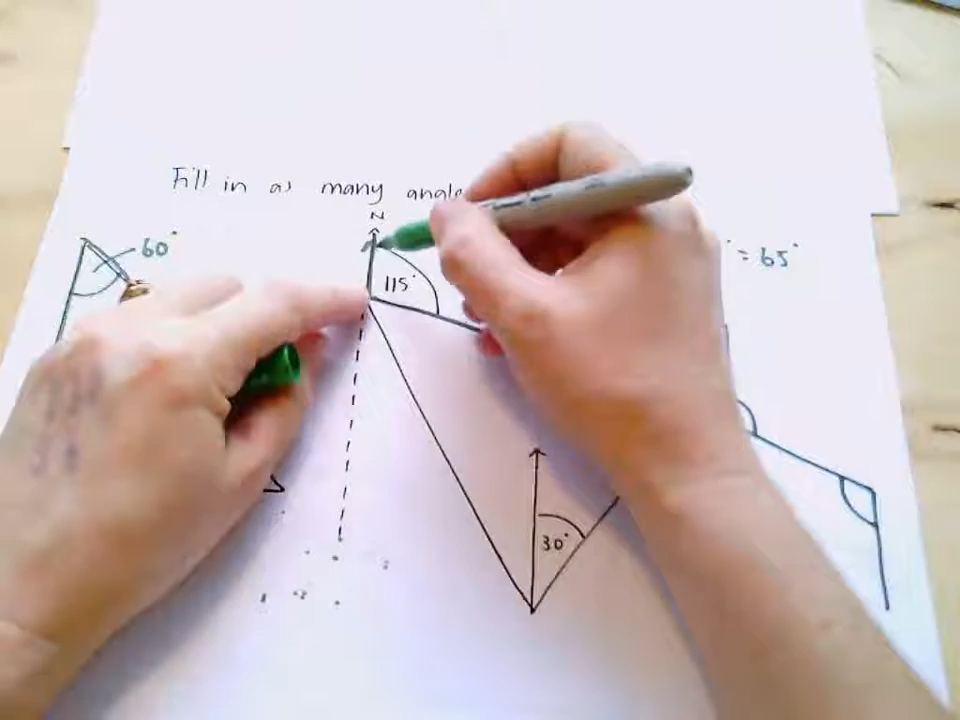 Fill in as many angle
N
60°
115°
° = 65°
30°